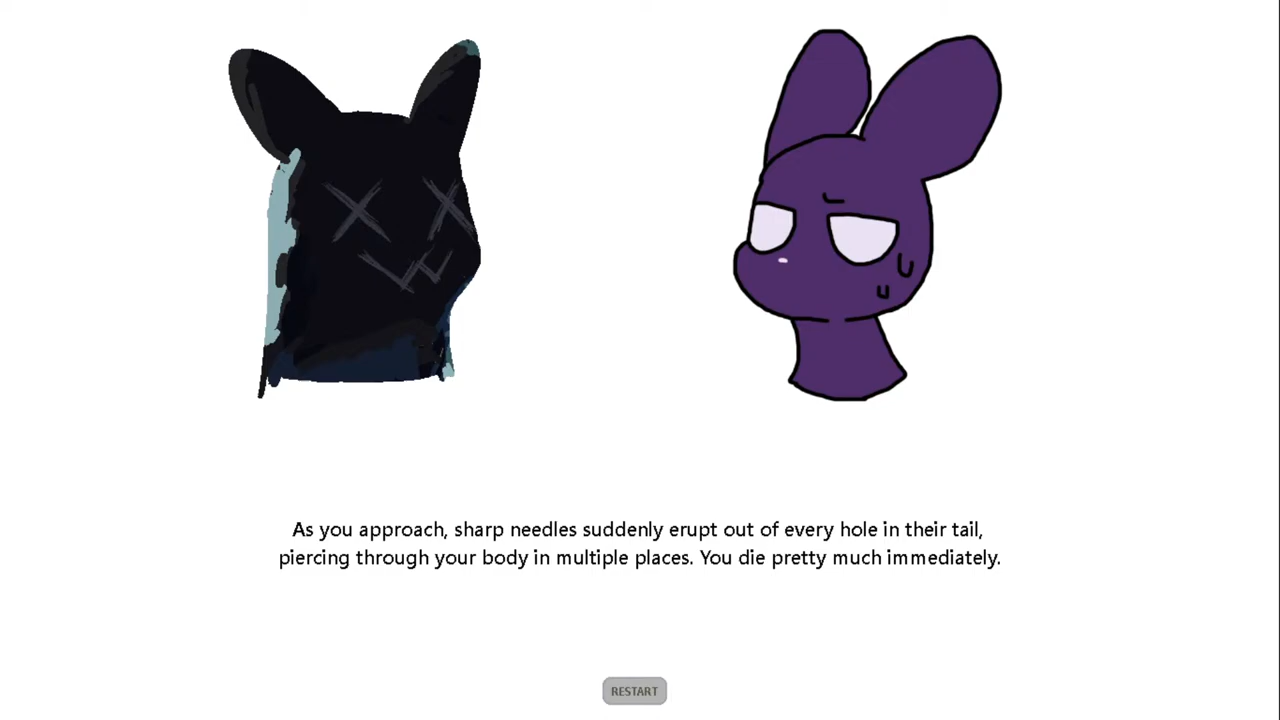 As you approach, sharp needles suddenly erupt out of every hole in their tail,
piercing through your body in multiple places. You die pretty much immediately.
RESTART